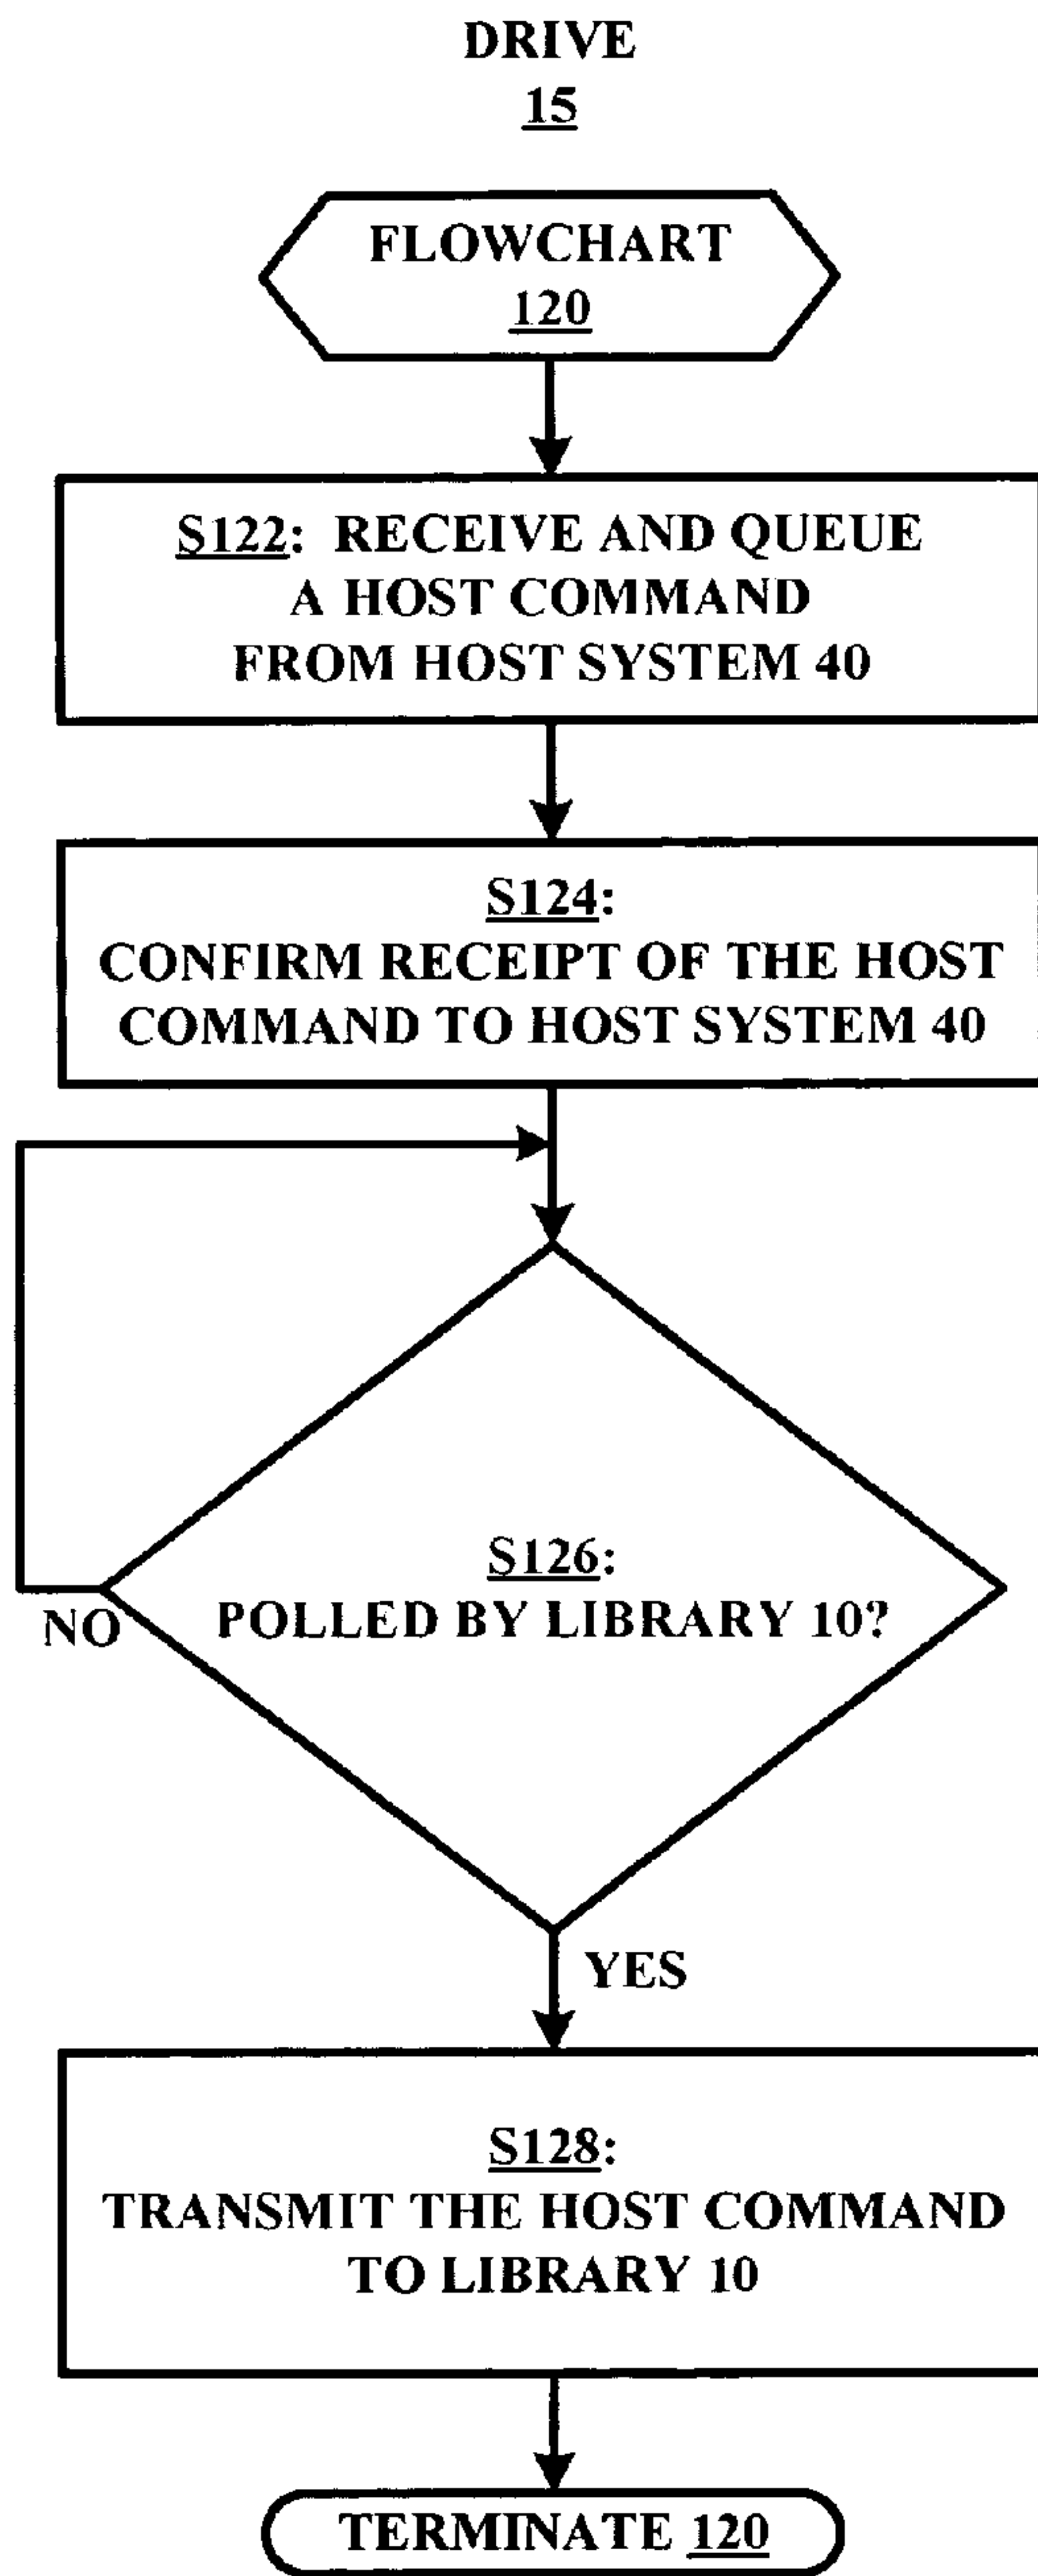 DRIVE
15
FLOWCHART
120
S122: RECEIVE AND QUEUE
A HOST COMMAND
FROM HOST SYSTEM 40
S124:
CONFIRM RECEIPT OF THE HOST
COMMAND TO HOST SYSTEM 40
S126:
POLLED BY LIBRARY 10?
NO
YES
S128:
TRANSMIT THE HOST COMMAND
TO LIBRARY 10
TERMINATE 120